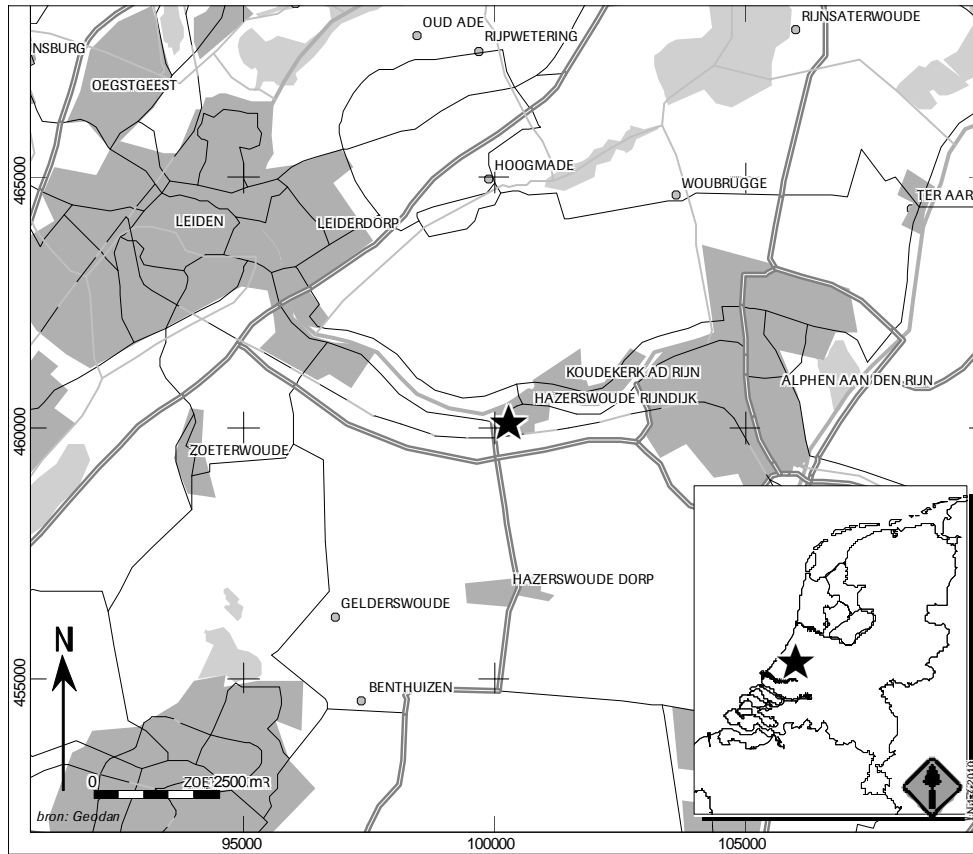 OUD ADE
RIJNSATERWOUDE
NSBURG
RIJPWETERING
OEGSTGEEST
465000
HOOGMADE
WOUBRUGGE
TER AAR
LEIDEN
LEIDERDORP
KOUDEKERK AD RIJN
ALPHEN AAN DEN RIJN
HAZERSWOUDE RIJNDIJK
460000
ZOETERWOUDE
HAZERSWOUDE DORP
GELDERSWOUDE
N
455000
BENTHUIZEN
0
2500 m
bron: Geodan
95000
100000
105000